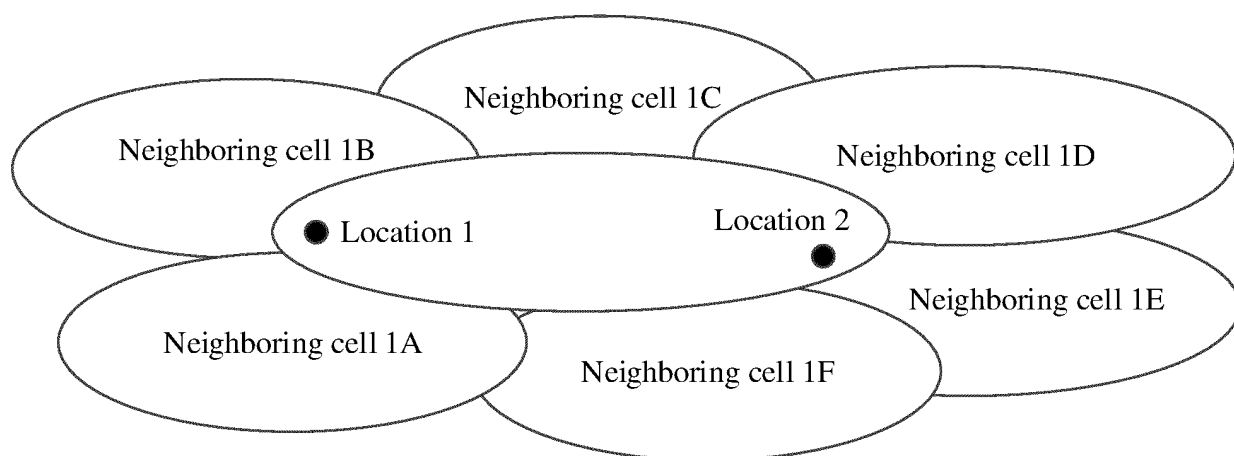 Neighboring cell 1C
Neighboring cell 1B
Neighboring cell 1D
Location 1
Location 2
Neighboring cell 1E
Neighboring cell 1A
Neighboring cell 1F